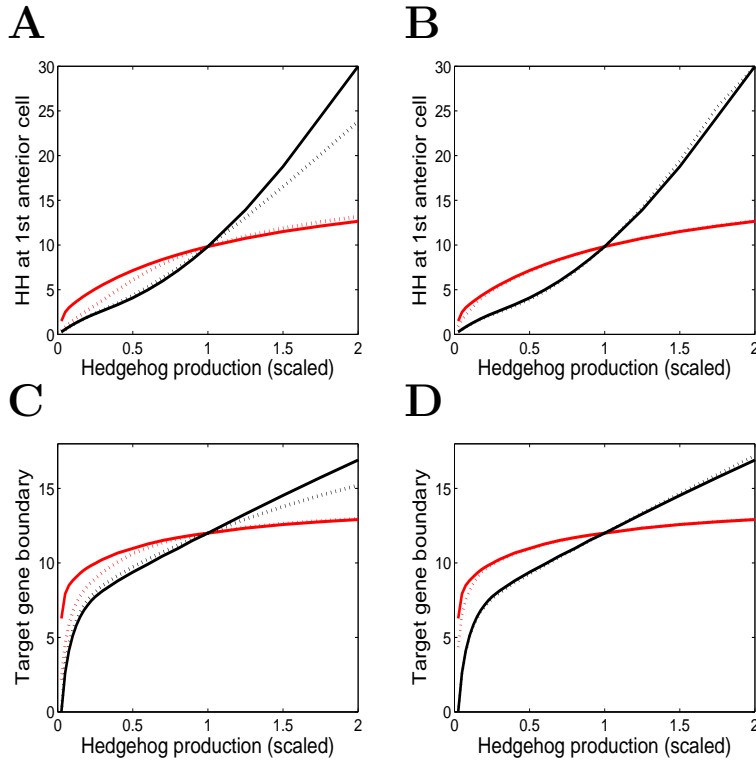 A
HH at 1st anterior cell
30
25
20
15
10
5
0
0 0.5 1 1.5 2
Hedgehog production (scaled)
B
HH at 1st anterior cell
30
25
20
15
10
5
0
0 0.5 1 1.5 2
Hedgehog production (scaled)
C
Target gene boundary
15
10
5
0
0 0.5 1 1.5 2
Hedgehog production (scaled)
D
Target gene boundary
15
10
5
0
0 0.5 1 1.5 2
Hedgehog production (scaled)